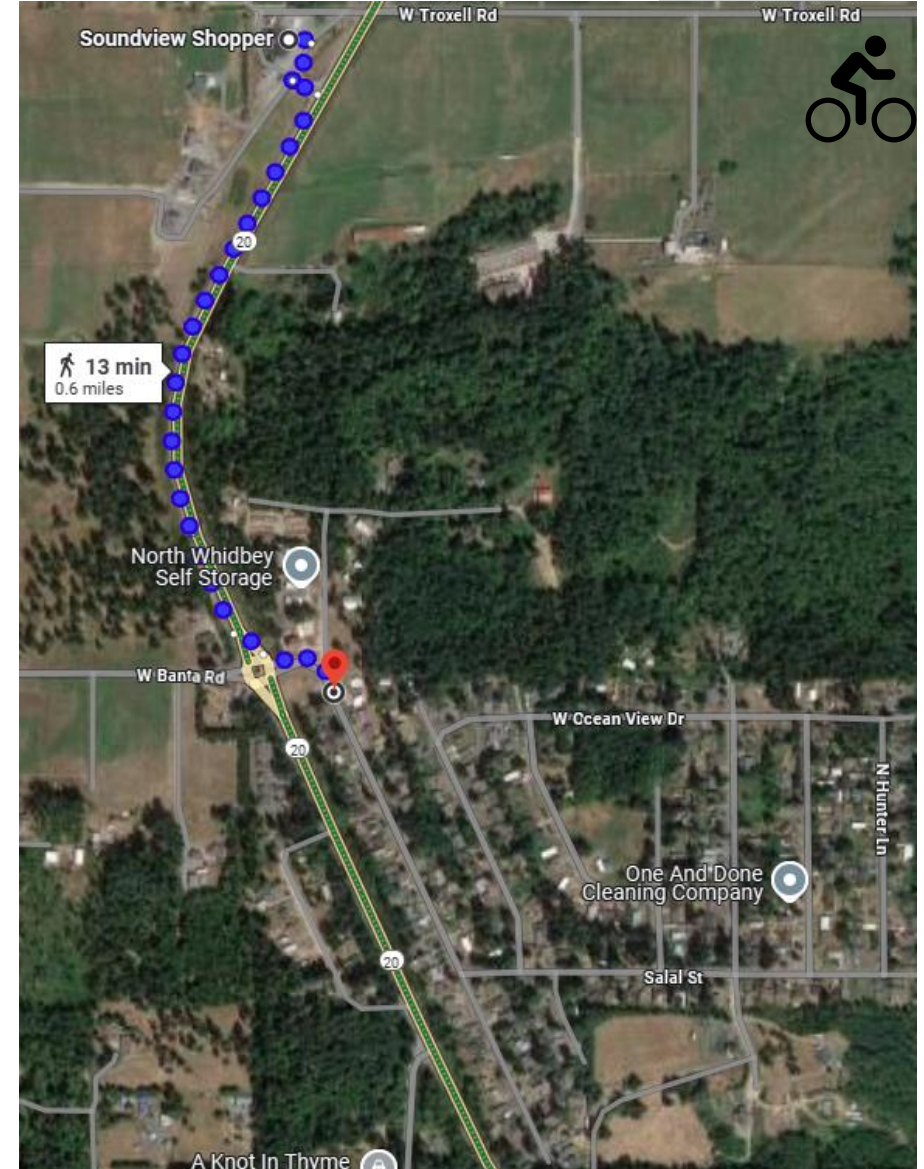 W Troxell Rd
W Troxell Rd
Soundview Shopper
20
13 min
0.6 miles
North Whidbey
Self Storage
W Banta Rd
W Ocean View Dr
20
N Hunter Ln
One And Done
Cleaning Company
20
Salal St
A Knot In Thyme